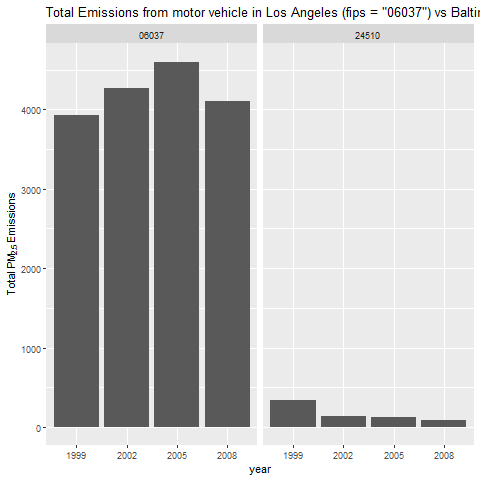 Total Emissions from motor vehicle in Los Angeles (fips = "06037") vs Baltir
06037 24510
Total PM2.5 Emissions
4000
3000
2000
1000
0
1999 2002 2005 2008 1999 2002 2005 2008
year